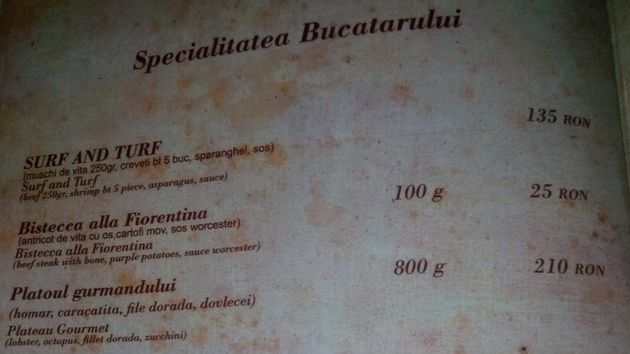 Specialitatea Bucatarului
135 RON
SURF AND TURF
(muschi de vita 250gr, creveti bt 5 buc, sparanghel, sos)
Surf and Turf
(beef 250gr, shrimp bt 5 piece, asparagus, sauce)
100 g 25 RON
Bistecca alla Fiorentina
(antricot de vita cu os,cartofi mov, sos worcester)
Bistecca alla Fiorentina
(beef steak with bone, purple potatoes, sauce worcester)
800 g 210 RON
Platoul gurmandului
(homar, caracatita, file dorada, dovlecei)
Plateau Gourmet
(lobster, octopus, fillet dorada, zucchini)